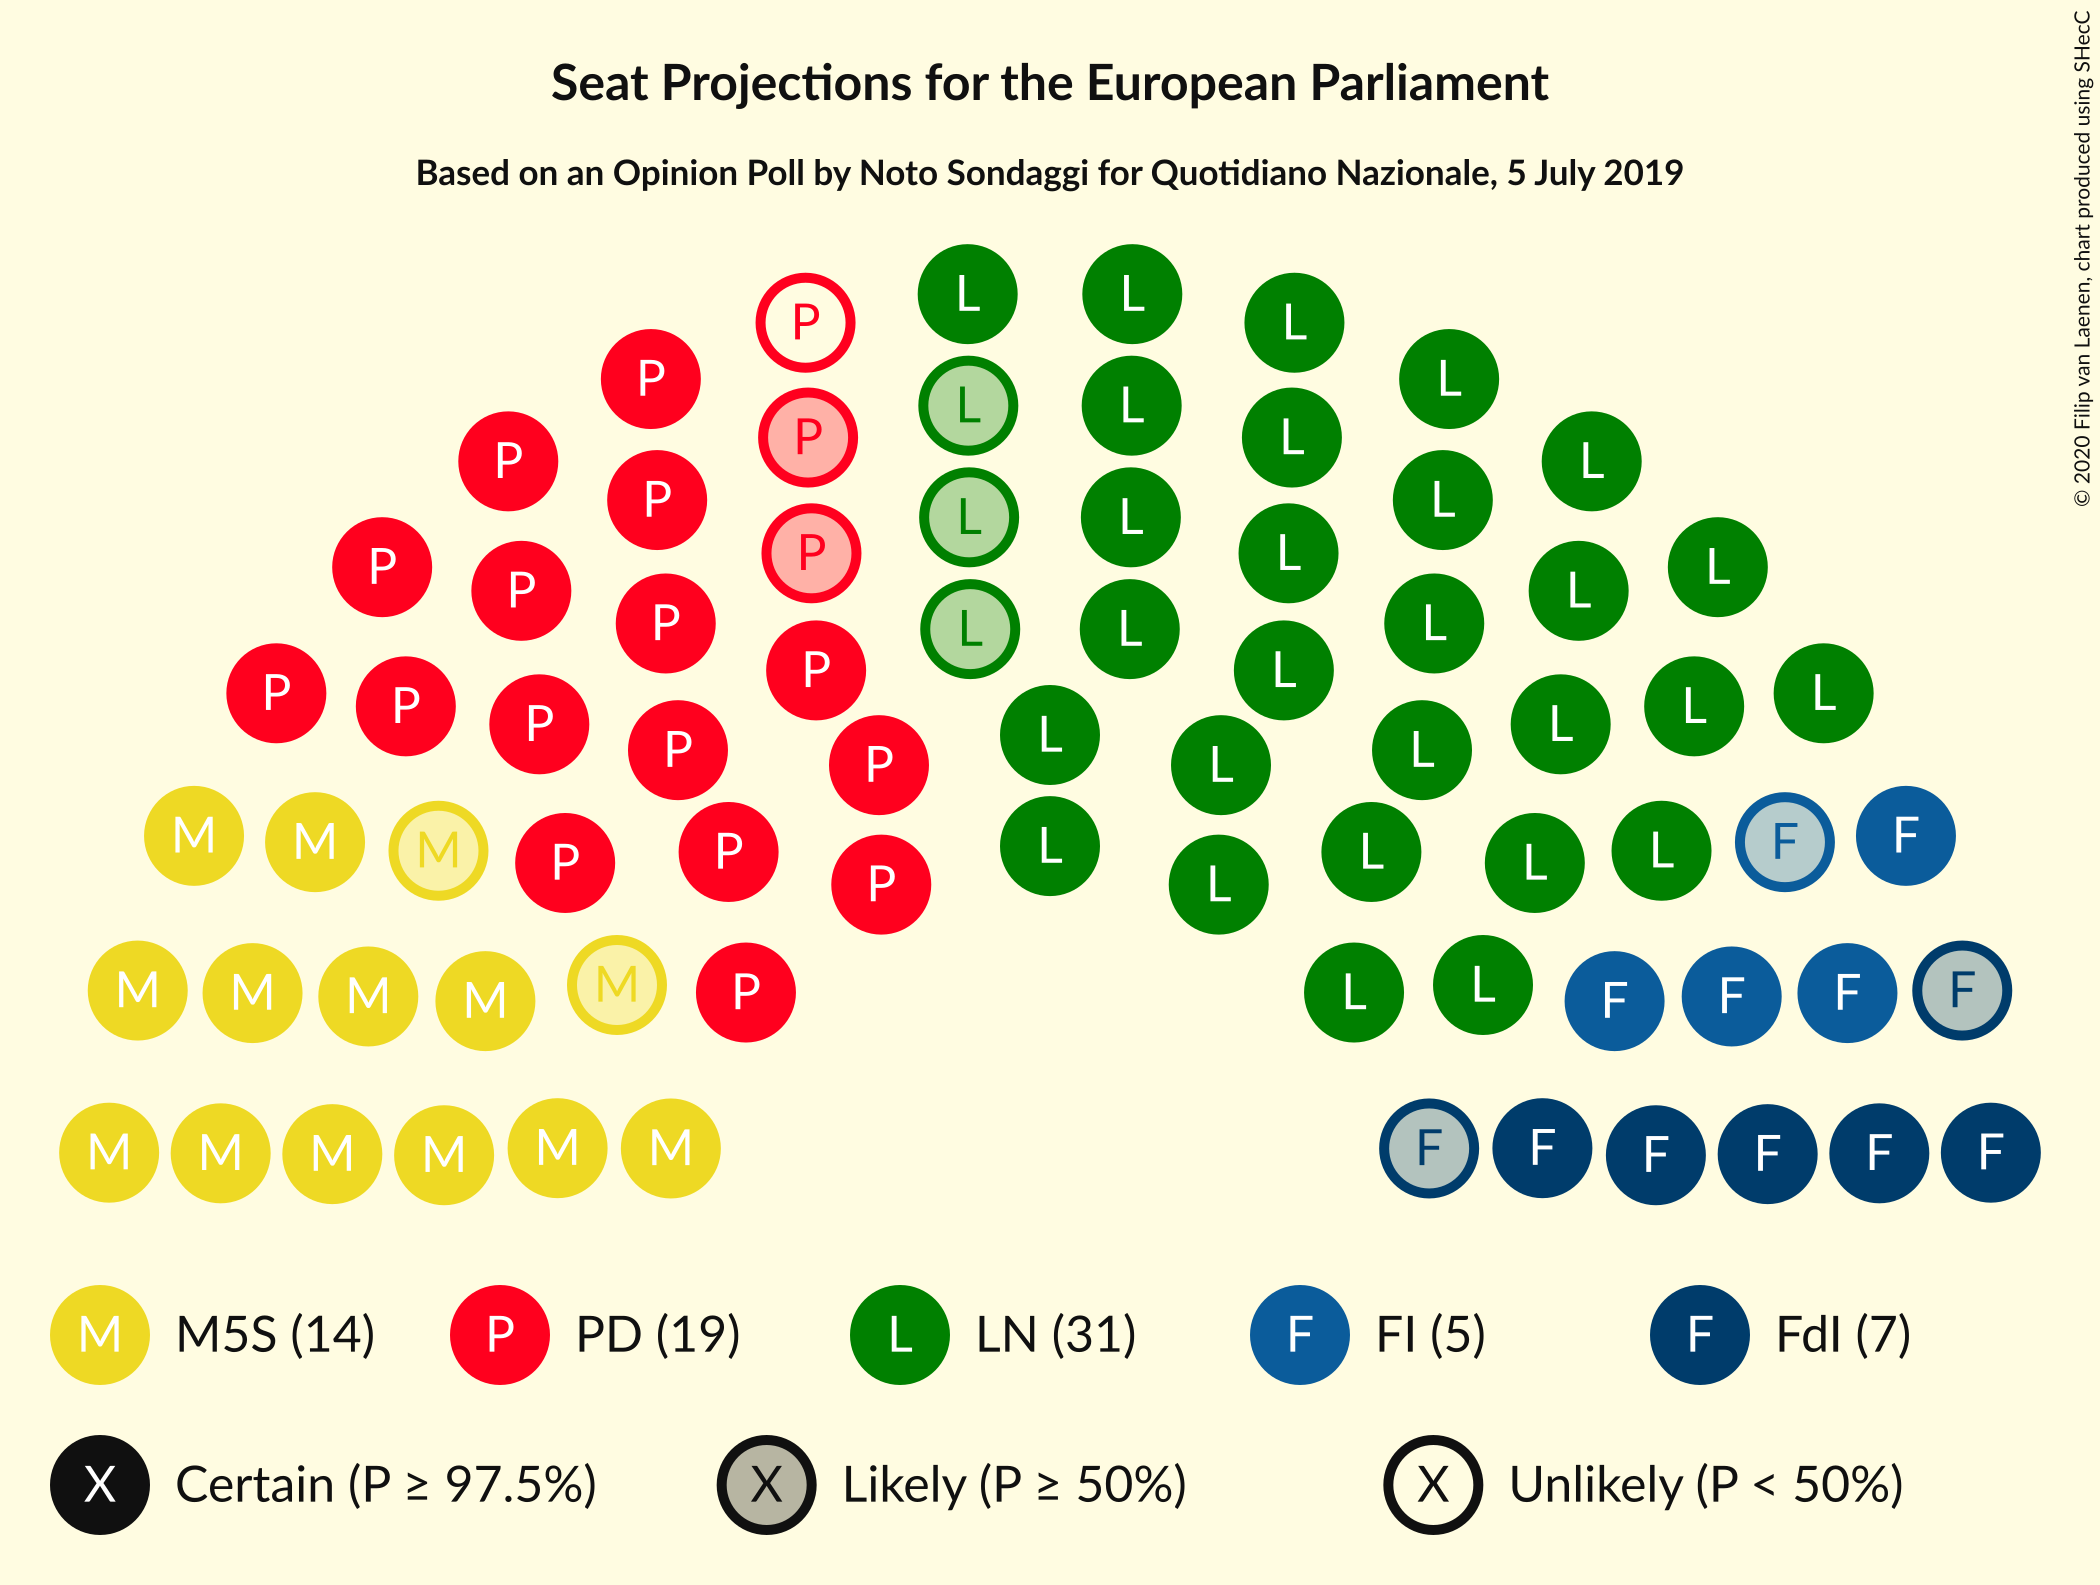 Seat Projections for the European Parliament
Based on an Opinion Poll by Noto Sondaggi for Quotidiano Nazionale, 5 July 2019
© 2020 Filip van Laenen, chart produced using SHecC
L L
P L L
P L L P
L L
P L L P
P L L P
L L
P L L P
P L L P
P L L P
L L
P L L P
P P L L
P P L L
L
P P L L
P P L L
M M M P P L L L L F F
P L L
M M M M M P L L F F F F
M M M M M M F F F F F F
M M5S (14) P PD (19) L LN (31) F FI (5) F FdI (7)
X Certain (P ≥ 97.5%) X Likely (P ≥ 50%) X Unlikely (P < 50%)